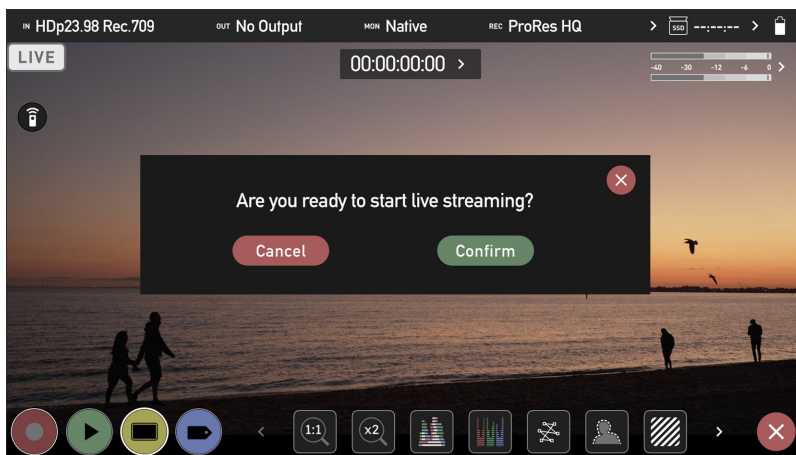 IN HDp23.98 Rec.709 OUT No Output MON Native REC ProRes HQ SSD --:--:--
LIVE
00:00:00:00
-40 -30 -12 -6 0
Are you ready to start live streaming?
Cancel Confirm
1:1 x2